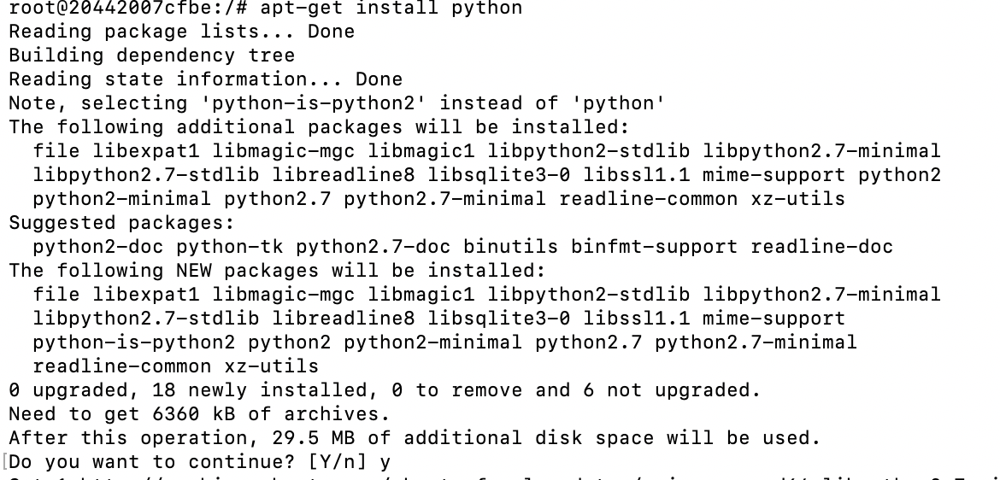 root@20442007cfbe:/# apt-get install python
Reading package lists... Done
Building dependency tree
Reading state information... Done
Note, selecting 'python-is-python2' instead of 'python'
The following additional packages will be installed:
  file libexpat1 libmagic-mgc libmagic1 libpython2-stdlib libpython2.7-minimal
  libpython2.7-stdlib libreadline8 libsqlite3-0 libssl1.1 mime-support python2
  python2-minimal python2.7 python2.7-minimal readline-common xz-utils
Suggested packages:
  python2-doc python-tk python2.7-doc binutils binfmt-support readline-doc
The following NEW packages will be installed:
  file libexpat1 libmagic-mgc libmagic1 libpython2-stdlib libpython2.7-minimal
  libpython2.7-stdlib libreadline8 libsqlite3-0 libssl1.1 mime-support
  python-is-python2 python2 python2-minimal python2.7 python2.7-minimal
  readline-common xz-utils
0 upgraded, 18 newly installed, 0 to remove and 6 not upgraded.
Need to get 6360 kB of archives.
After this operation, 29.5 MB of additional disk space will be used.
[Do you want to continue? [Y/n] y